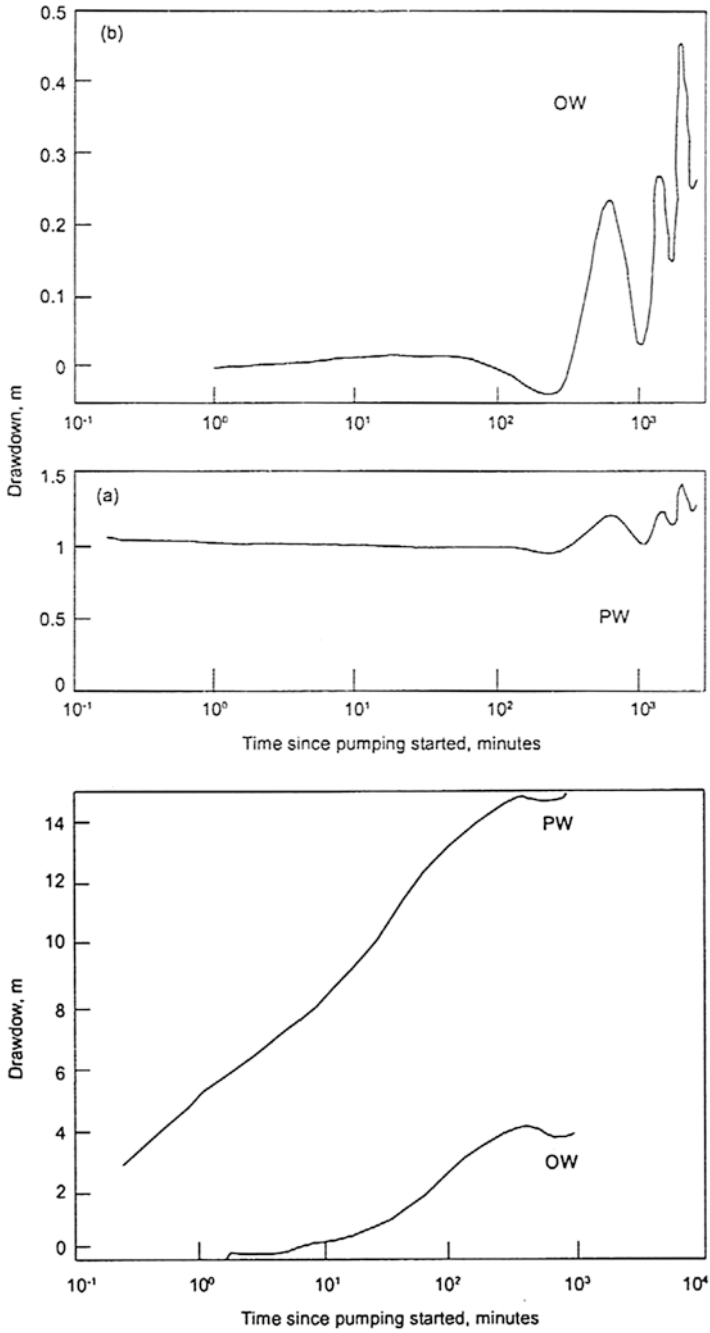 0.5
(b)
0.4
OW
0.3
0.2
0.1
0
10⁻¹ 10⁰ 10¹ 10² 10³
Drawdown, m
1.5
(a)
1
0.5
PW
0
10⁻¹ 10⁰ 10¹ 10² 10³
Time since pumping started, minutes
14
PW
12
10
8
Drawdow, m
6
4
OW
2
0
10⁻¹ 10⁰ 10¹ 10² 10³ 10⁴
Time since pumping started, minutes